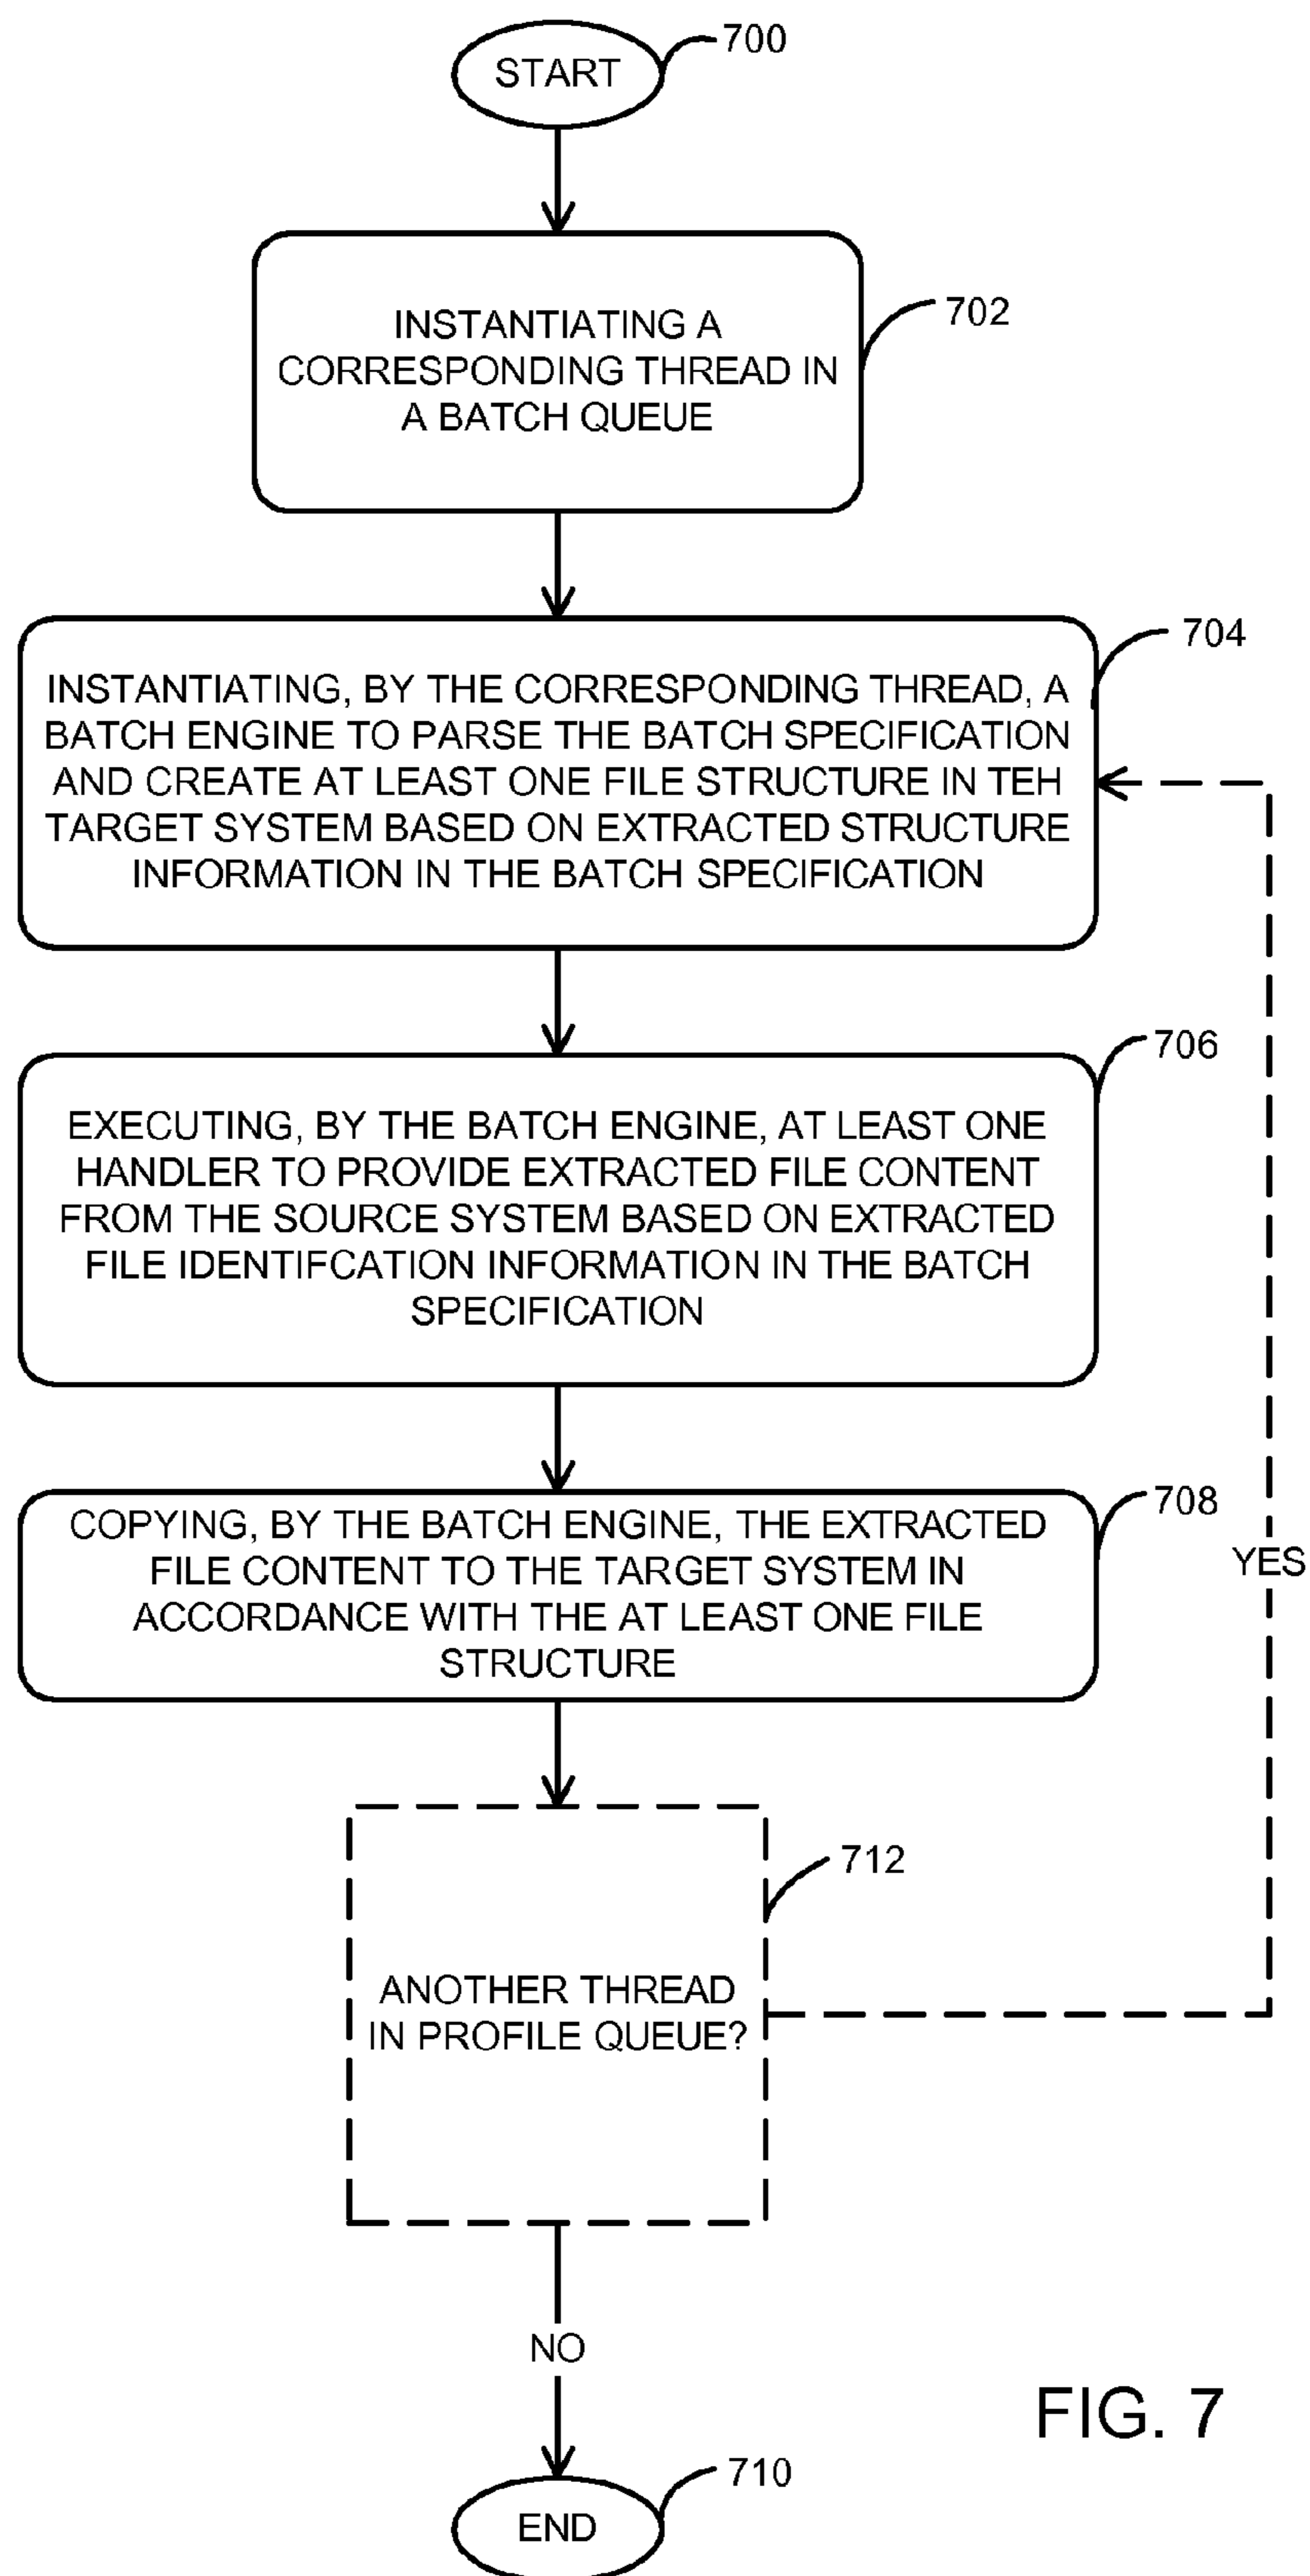 START
700
INSTANTIATING A
CORRESPONDING THREAD IN
A BATCH QUEUE
702
INSTANTIATING, BY THE CORRESPONDING THREAD, A
BATCH ENGINE TO PARSE THE BATCH SPECIFICATION
AND CREATE AT LEAST ONE FILE STRUCTURE IN TEH
TARGET SYSTEM BASED ON EXTRACTED STRUCTURE
INFORMATION IN THE BATCH SPECIFICATION
704
EXECUTING, BY THE BATCH ENGINE, AT LEAST ONE
HANDLER TO PROVIDE EXTRACTED FILE CONTENT
FROM THE SOURCE SYSTEM BASED ON EXTRACTED
FILE IDENTIFCATION INFORMATION IN THE BATCH
SPECIFICATION
706
COPYING, BY THE BATCH ENGINE, THE EXTRACTED
FILE CONTENT TO THE TARGET SYSTEM IN
ACCORDANCE WITH THE AT LEAST ONE FILE
STRUCTURE
708
YES
712
ANOTHER THREAD
IN PROFILE QUEUE?
NO
FIG. 7
710
END